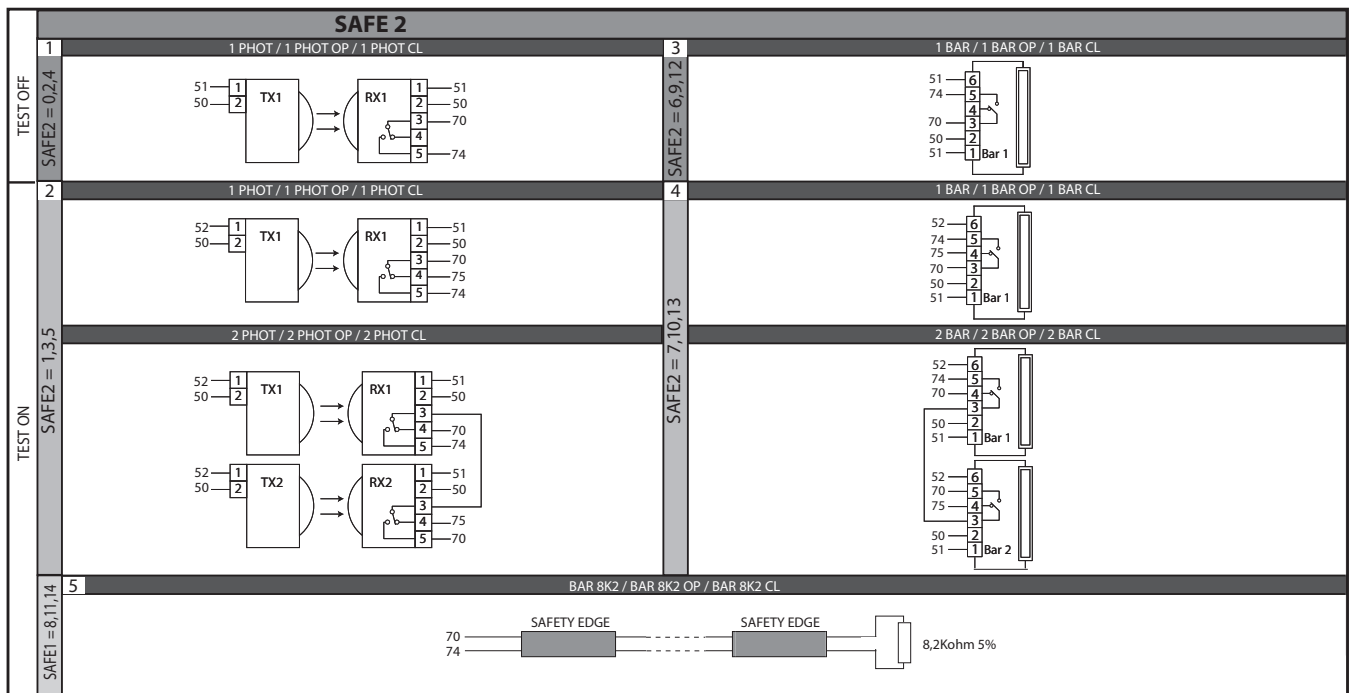 SAFE 2
TEST OFF
SAFE2 = 0,2,4
1
1 PHOT / 1 PHOT OP / 1 PHOT CL
51 1
50 2
TX1
RX1
1 51
2 50
3 70
4
5 74
SAFE2 = 6,9,12
3
1 BAR / 1 BAR OP / 1 BAR CL
51 6
74 5
4
70 3
50 2
51 1 Bar 1
TEST ON
SAFE2 = 1,3,5
2
1 PHOT / 1 PHOT OP / 1 PHOT CL
52 1
50 2
TX1
RX1
1 51
2 50
3 70
4 75
5 74
2 PHOT / 2 PHOT OP / 2 PHOT CL
52 1
50 2
TX1
RX1
1 51
2 50
3
4 70
5 74
52 1
50 2
TX2
RX2
1 51
2 50
3
4 75
5 70
SAFE2 = 7,10,13
4
1 BAR / 1 BAR OP / 1 BAR CL
52 6
74 5
75 4
70 3
50 2
51 1 Bar 1
2 BAR / 2 BAR OP / 2 BAR CL
52 6
74 5
70 4
3
50 2
51 1 Bar 1
52 6
70 5
75 4
3
50 2
51 1 Bar 2
SAFE1 = 8,11,14
5
BAR 8K2 / BAR 8K2 OP / BAR 8K2 CL
70
74
SAFETY EDGE
SAFETY EDGE
8,2Kohm 5%